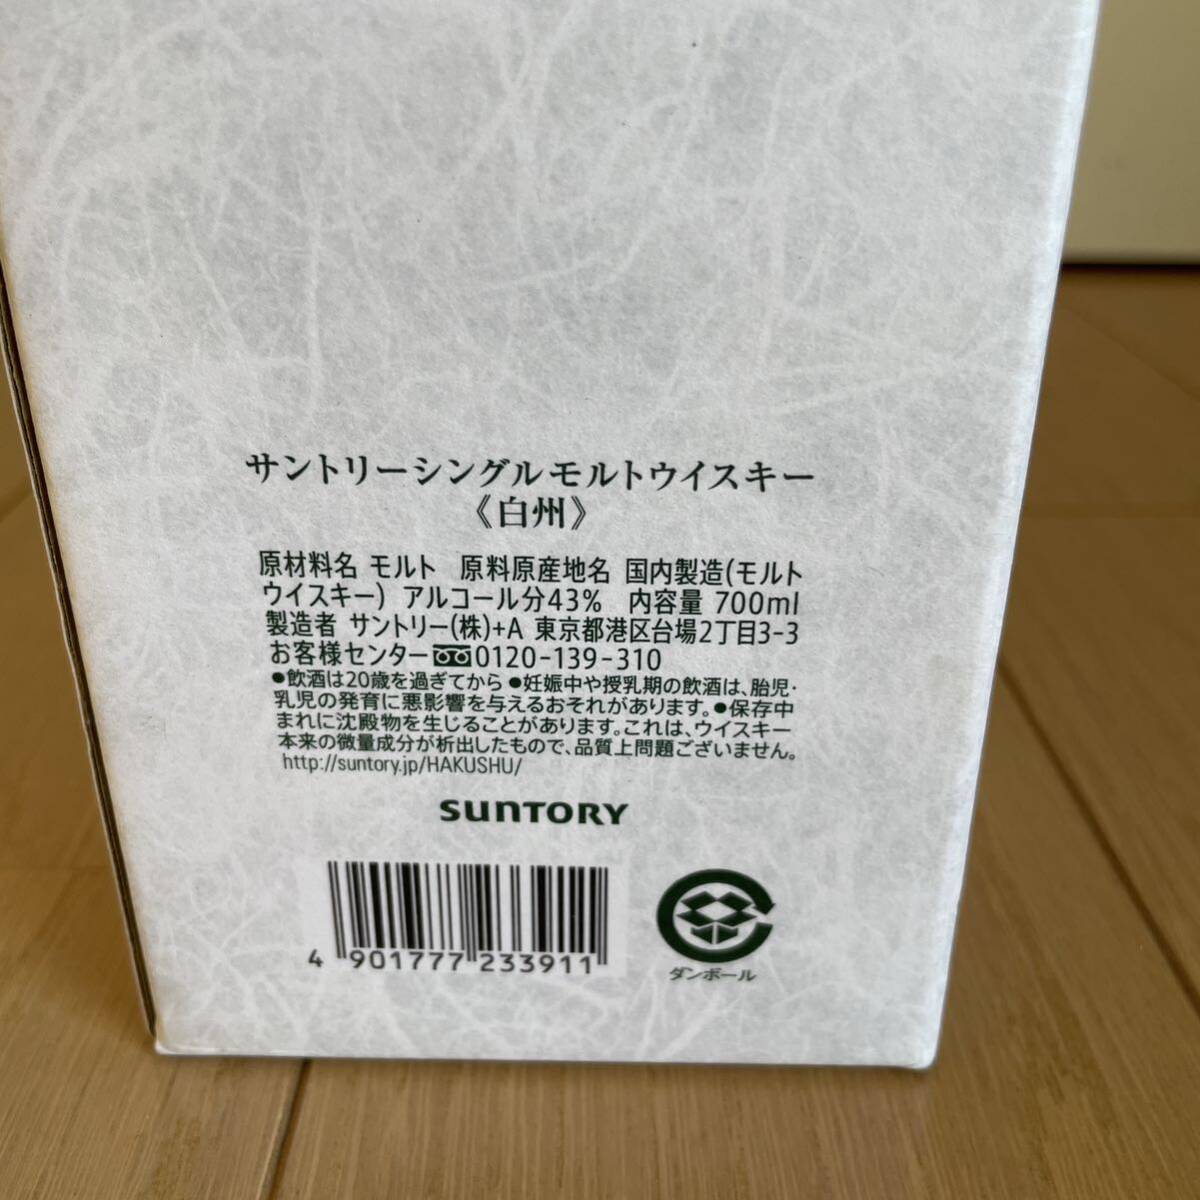 サントリーシングルモルトウイスキー
《白州》
原材料名 モルト　原料原産地名 国内製造(モルト
ウイスキー)　アルコール分43%　内容量 700ml
製造者 サントリー(株)+A 東京都港区台場2丁目3-3
お客様センター 0120-139-310
●飲酒は20歳を過ぎてから ●妊娠中や授乳期の飲酒は、胎児・
乳児の発育に悪影響を与えるおそれがあります。●保存中
まれに沈殿物を生じることがあります。これは、ウイスキー
本来の微量成分が析出したもので、品質上問題ございません。
http://suntory.jp/HAKUSHU/
SUNTORY
4 901777 233911
ダンボール